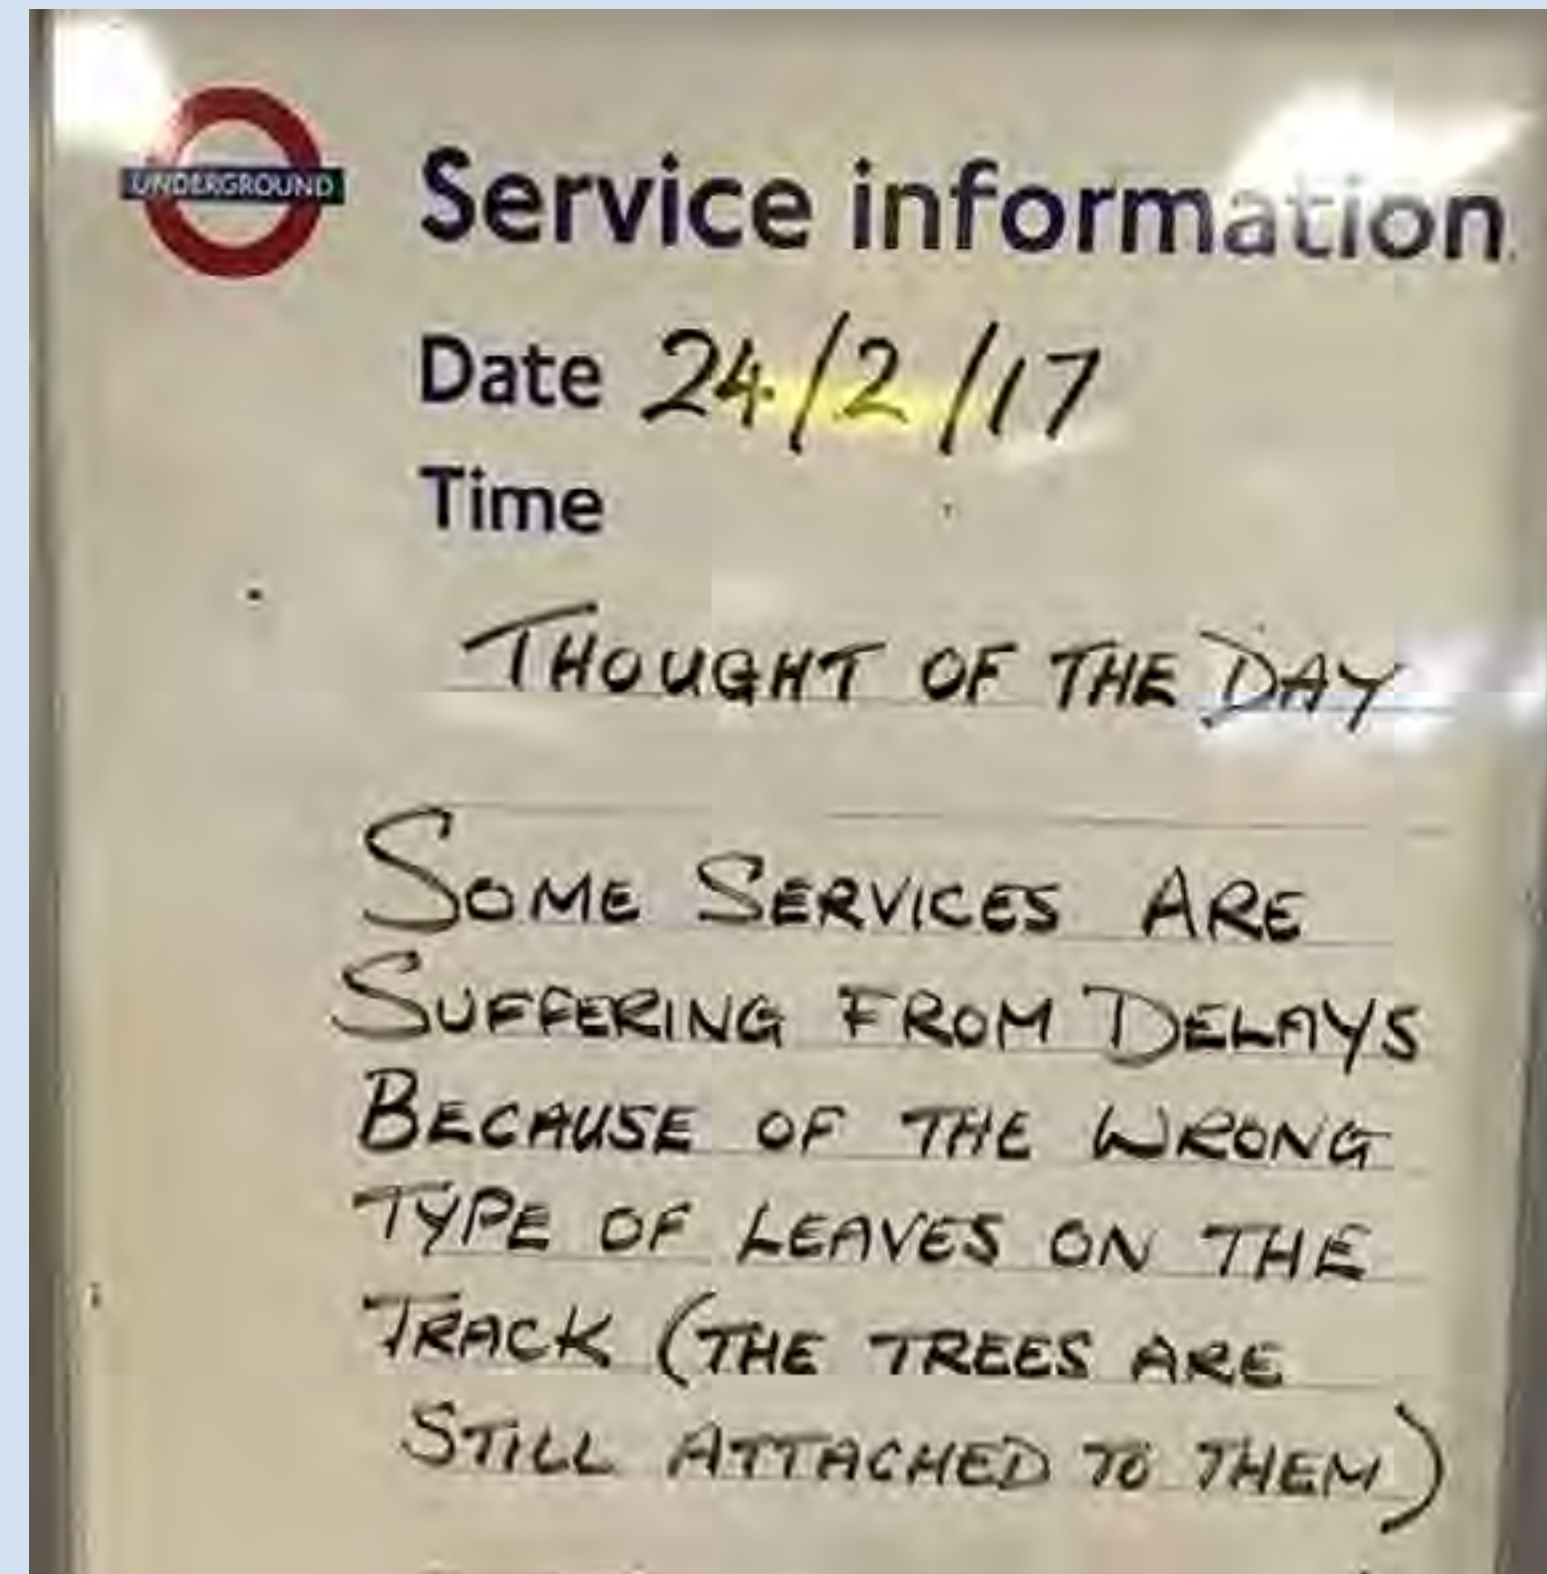 UNDERGROUND
Service information
Date 24/2/17
Time
THOUGHT OF THE DAY
SOME SERVICES ARE
SUFFERING FROM DELAYS
BECAUSE OF THE WRONG
TYPE OF LEAVES ON THE
TRACK (THE TREES ARE
STILL ATTACHED TO THEM)